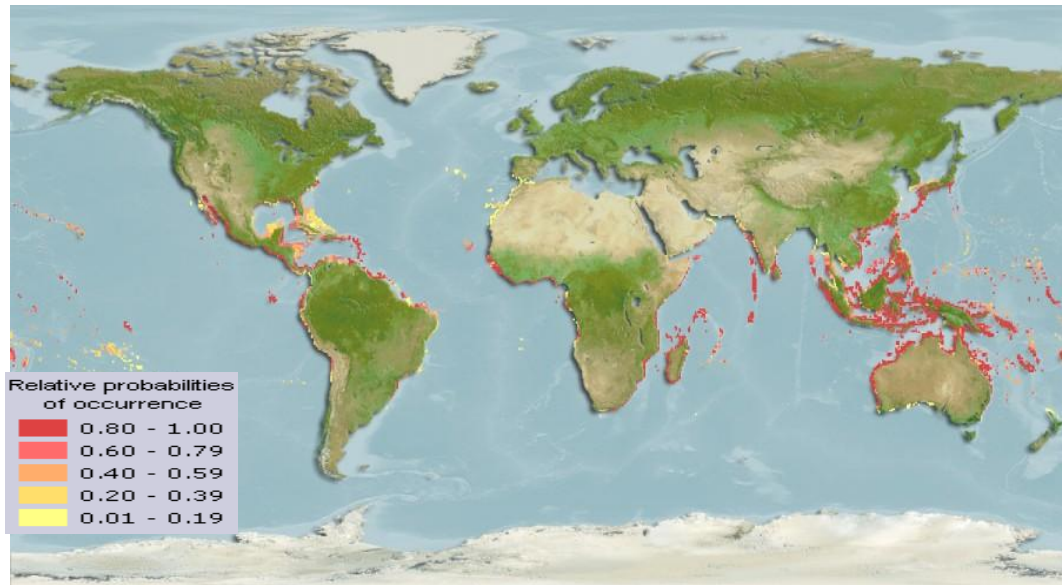 Relative probabilities
of occurrence
0.80 - 1.00
0.60 - 0.79
0.40 - 0.59
0.20 - 0.39
0.01 - 0.19